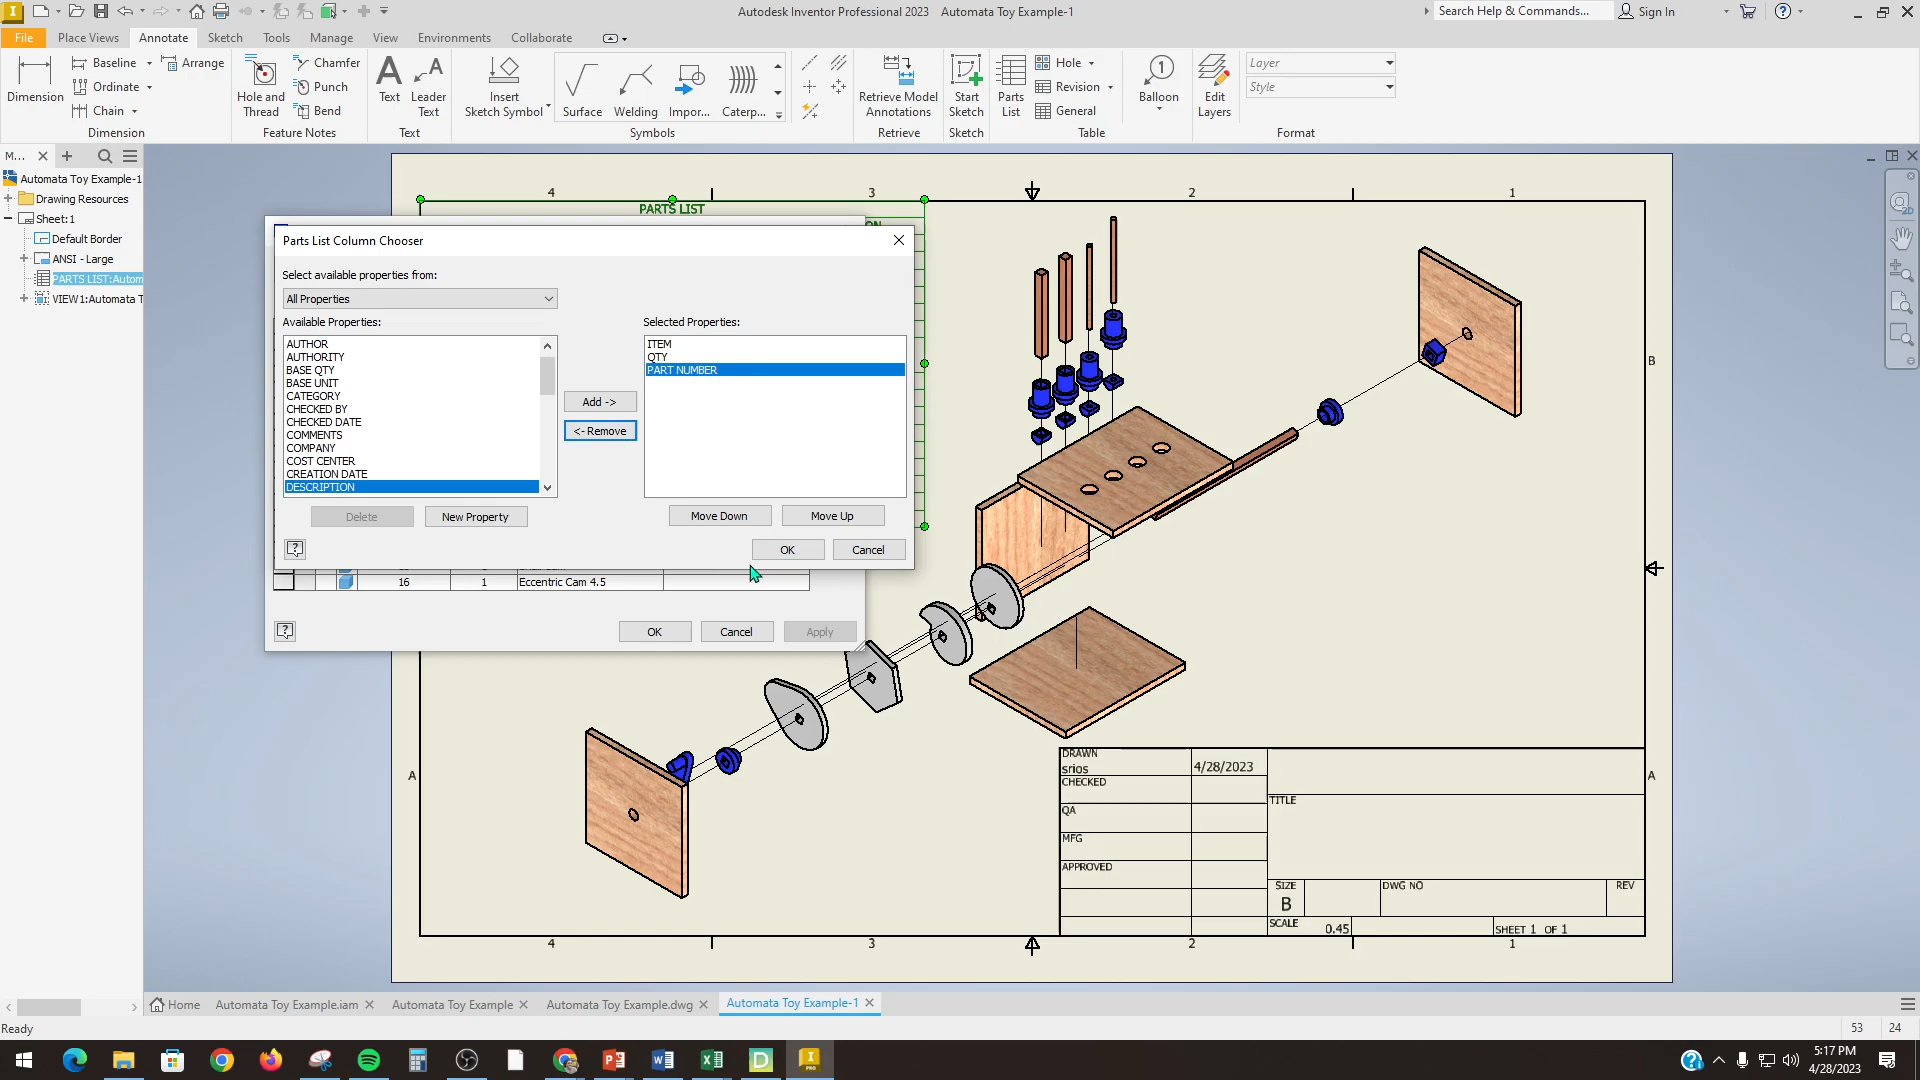 Autodesk Inventor Professional 2023 Automata Toy Example-1
Search Help & Commands...
Sign In
File
Place Views
Annotate
Sketch
Tools
Manage
View
Environments
Collaborate
Dimension
Baseline
Ordinate
Chain
Arrange
Dimension
Hole and Thread
Chamfer
Punch
Bend
Feature Notes
Text
Leader Text
Text
Insert Sketch Symbol
Surface
Welding
Impor...
Caterp...
Symbols
Retrieve Model Annotations
Retrieve
Start Sketch
Sketch
Parts List
Hole
Revision
General
Table
Balloon
Edit Layers
Layer
Style
Format
M...
Automata Toy Example-1
Drawing Resources
Sheet:1
Default Border
ANSI - Large
PARTS LIST:Autom
VIEW1:Automata T
4 3 2 1
PARTS LIST
ON
Parts List Column Chooser
Select available properties from:
All Properties
Available Properties:
Selected Properties:
AUTHOR
AUTHORITY
BASE QTY
BASE UNIT
CATEGORY
CHECKED BY
CHECKED DATE
COMMENTS
COMPANY
COST CENTER
CREATION DATE
DESCRIPTION
Add ->
<- Remove
ITEM
QTY
PART NUMBER
Delete
New Property
Move Down
Move Up
OK
Cancel
16 1 Eccentric Cam 4.5
OK
Cancel
Apply
B
B
A
A
DRAWN
srios
4/28/2023
CHECKED
QA
MFG
APPROVED
TITLE
SIZE
B
DWG NO
REV
SCALE
0.45
SHEET 1 OF 1
4 3 2 1
Home
Automata Toy Example.iam
Automata Toy Example
Automata Toy Example.dwg
Automata Toy Example-1
Ready
53
24
5:17 PM
4/28/2023